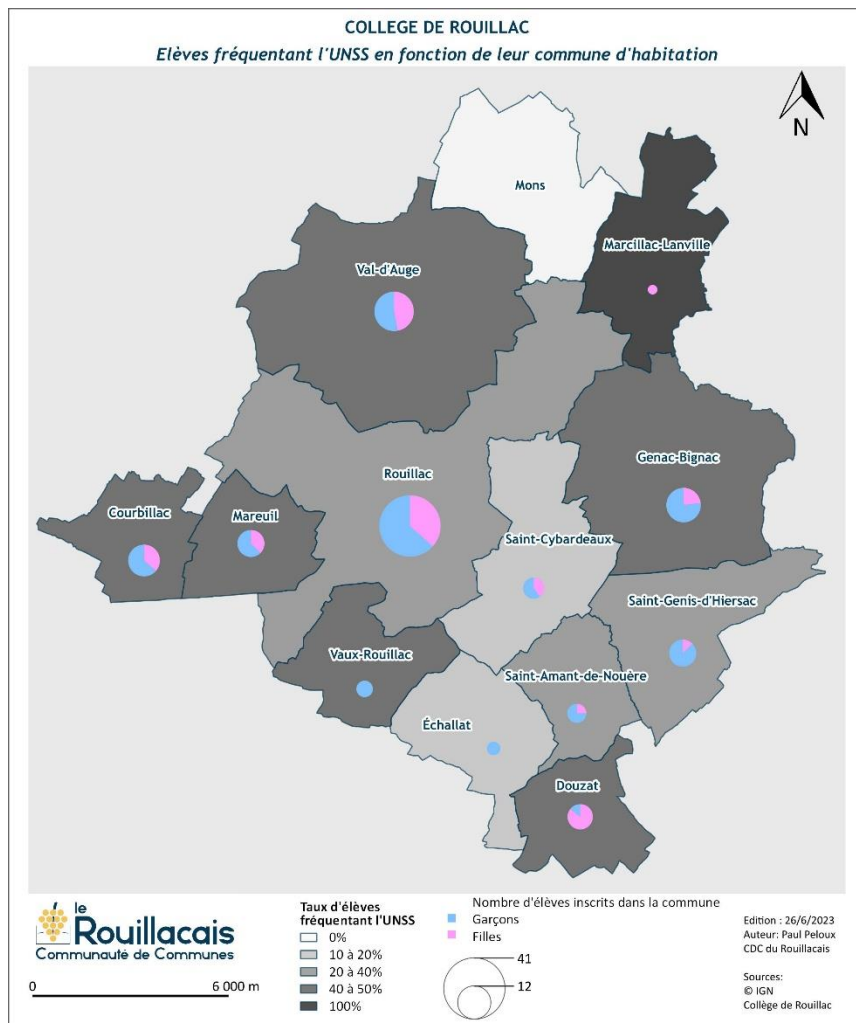 COLLEGE DE ROUILLAC
Elèves fréquentant l'UNSS en fonction de leur commune d'habitation
N
Mons
Marcillac-Lanville
Val-d'Auge
Genac-Bignac
Rouillac
Courbillac
Mareuil
Saint-Cybardeaux
Saint-Genis-d'Hiersac
Vaux-Rouillac
Saint-Amant-de-Nouère
Échallat
Douzat
le
Rouillacais
Communauté de Communes
0 6 000 m
Taux d'élèves
fréquentant l'UNSS
0%
10 à 20%
20 à 40%
40 à 50%
100%
Nombre d'élèves inscrits dans la commune
Garçons
Filles
41
12
Edition : 26/6/2023
Auteur: Paul Peloux
CDC du Rouillacais
Sources:
© IGN
Collège de Rouillac